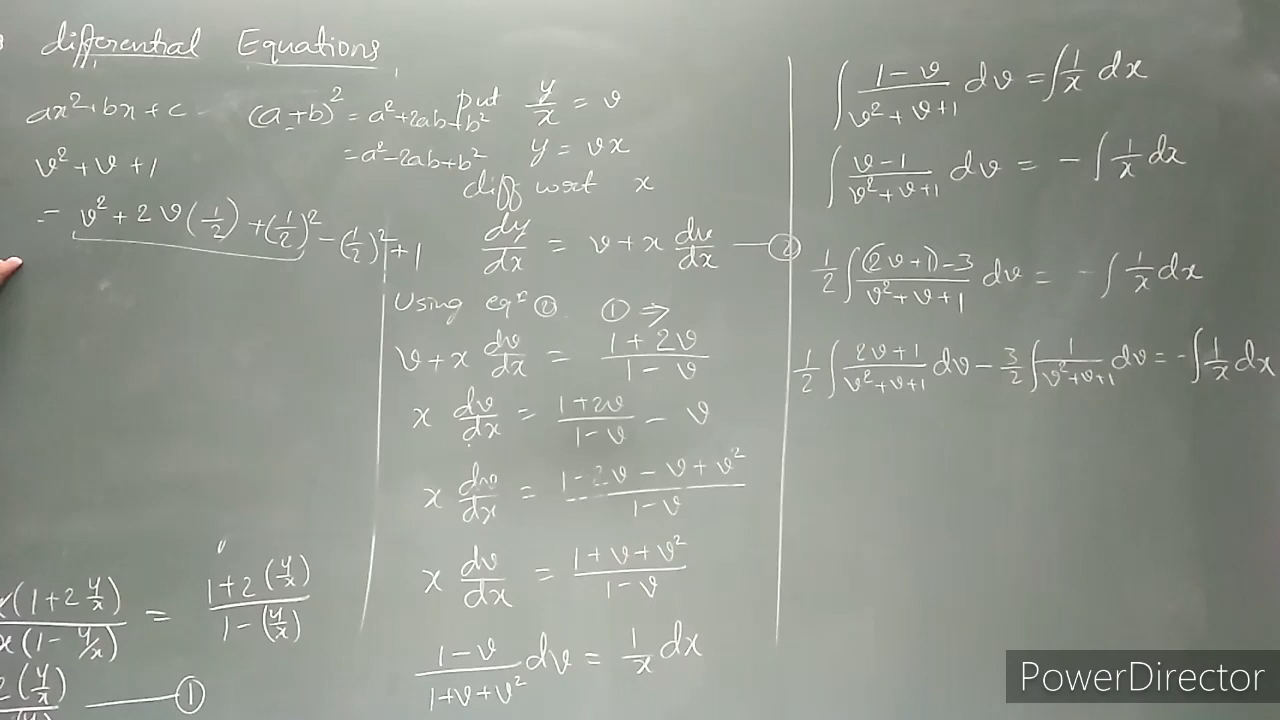 differential Equations
ax² + bx + c - (a+b)² = a² + 2ab + b²
= a² - 2ab + b²
v² + v + 1
= v² + 2v(1/2) + (1/2)² - (1/2)² + 1
x(1+2 y/x) / x(1 - y/x) = 1+2(y/x) / 1-(y/x)
2(y/x) ①
put y/x = v
y = vx
diff wrt x
dy/dx = v + x dv/dx — ②
Using eqⁿ ② ① ⇒
v + x dv/dx = 1+2v / 1-v
x dv/dx = 1+2v / 1-v - v
x dv/dx = 1-2v-v+v² / 1-v
x dv/dx = 1+v+v² / 1-v
1-v / 1+v+v² dv = 1/x dx
∫ 1-v / v²+v+1 dv = ∫ 1/x dx
∫ v-1 / v²+v+1 dv = - ∫ 1/x dx
1/2 ∫ (2v+1)-3 / v²+v+1 dv = - ∫ 1/x dx
1/2 ∫ 2v+1 / v²+v+1 dv - 3/2 ∫ 1 / v²+v+1 dv = - ∫ 1/x dx
PowerDirector